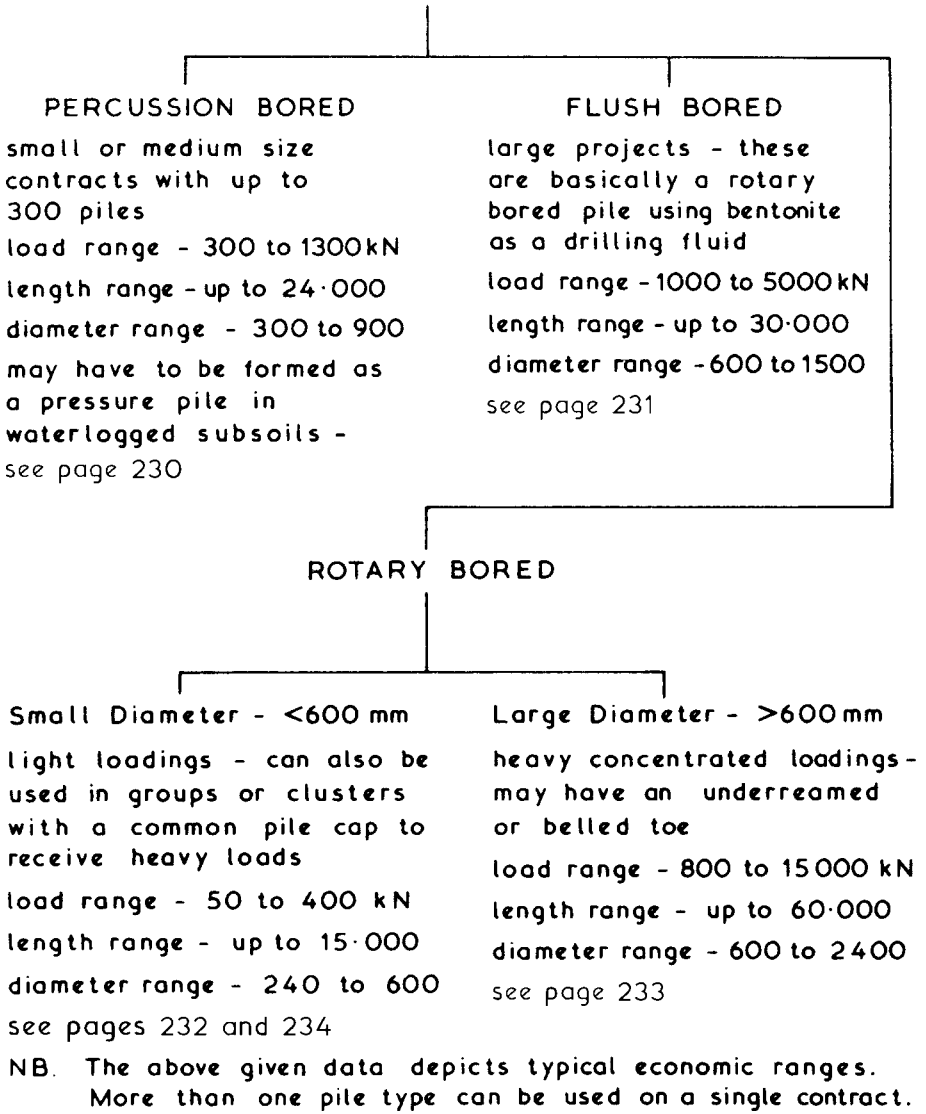 PERCUSSION BORED
small or medium size
contracts with up to
300 piles
load range - 300 to 1300kN
length range - up to 24·000
diameter range - 300 to 900
may have to be formed as
a pressure pile in
waterlogged subsoils -
see page 230
FLUSH BORED
large projects - these
are basically a rotary
bored pile using bentonite
as a drilling fluid
load range - 1000 to 5000 kN
length range - up to 30·000
diameter range - 600 to 1500
see page 231
ROTARY BORED
Small Diameter - <600 mm
light loadings - can also be
used in groups or clusters
with a common pile cap to
receive heavy loads
load range - 50 to 400 kN
length range - up to 15·000
diameter range - 240 to 600
see pages 232 and 234
Large Diameter - >600 mm
heavy concentrated loadings -
may have an underreamed
or belled toe
load range - 800 to 15000 kN
length range - up to 60·000
diameter range - 600 to 2400
see page 233
NB. The above given data depicts typical economic ranges.
More than one pile type can be used on a single contract.